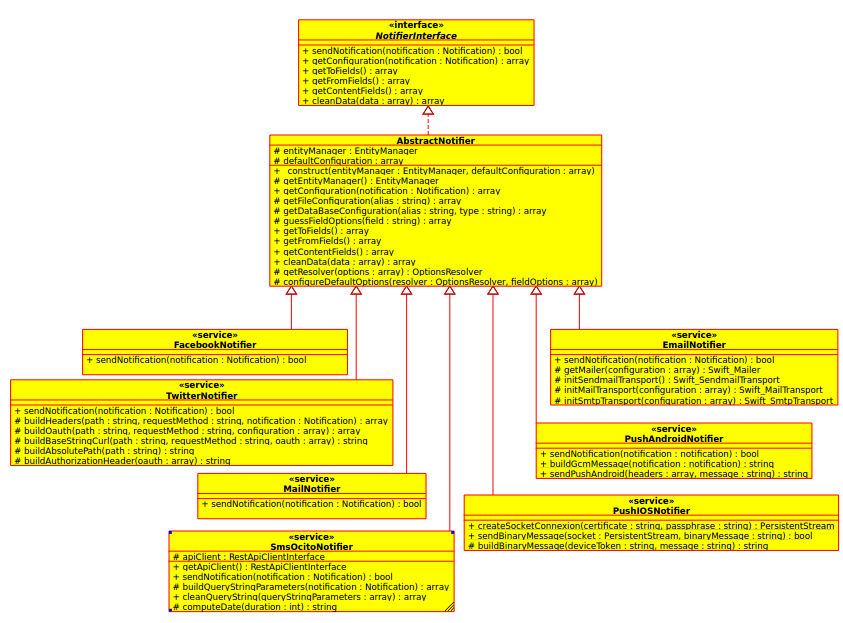 «interface»
NotifierInterface
+ sendNotification(notification : Notification) : bool
+ getConfiguration(notification : Notification) : array
+ getToFields() : array
+ getFromFields() : array
+ getContentFields() : array
+ cleanData(data : array) : array
AbstractNotifier
# entityManager : EntityManager
# defaultConfiguration : array
+ construct(entityManager : EntityManager, defaultConfiguration : array)
# getEntityManager() : EntityManager
+ getConfiguration(notification : Notification) : array
# getFileConfiguration(alias : string) : array
# getDataBaseConfiguration(alias : string, type : string) : array
# guessFieldOptions(field : string) : array
+ getToFields() : array
+ getFromFields() : array
+ getContentFields() : array
+ cleanData(data : array) : array
# getResolver(options : array) : OptionsResolver
# configureDefaultOptions(resolver : OptionsResolver, fieldOptions : array)
«service»
FacebookNotifier
+ sendNotification(notification : Notification) : bool
«service»
EmailNotifier
+ sendNotification(notification : Notification) : bool
# getMailer(configuration : array) : Swift_Mailer
# initSendmailTransport() : Swift_SendmailTransport
# initMailTransport(configuration : array) : Swift_MailTransport
# initSmtpTransport(configuration : array) : Swift_SmtpTransport
«service»
TwitterNotifier
+ sendNotification(notification : Notification) : bool
# buildHeaders(path : string, requestMethod : string, notification : Notification) : array
# buildOauth(path : string, requestMethod : string, configuration : array) : array
# buildBaseStringCurl(path : string, requestMethod : string, oauth : array) : string
# buildAbsolutePath(path : string) : string
# buildAuthorizationHeader(oauth : array) : string
«service»
PushAndroidNotifier
+ sendNotification(notification : notification) : bool
+ buildGcmMessage(notification : notification) : string
+ sendPushAndroid(headers : array, message : string) : string
«service»
MailNotifier
+ sendNotification(notification : Notification) : bool
«service»
PushIOSNotifier
+ createSocketConnexion(certificate : string, passphrase : string) : PersistentStream
+ sendBinaryMessage(socket : PersistentStream, binaryMessage : string) : bool
# buildBinaryMessage(deviceToken : string, message : string) : string
«service»
SmsOcitoNotifier
# apiClient : RestApiClientInterface
+ getApiClient() : RestApiClientInterface
+ sendNotification(notification : Notification) : bool
# buildQueryStringParameters(notification : Notification) : array
+ cleanQueryString(queryStringParameters : array) : array
# computeDate(duration : int) : string